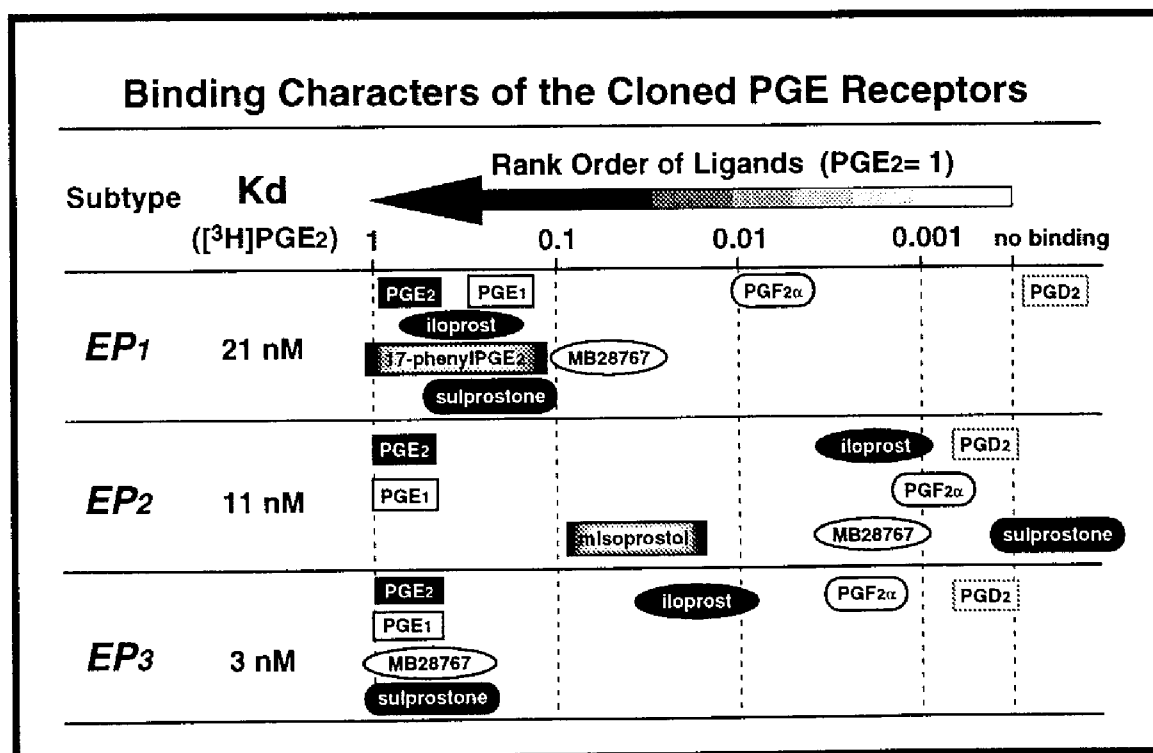 Binding Characters of the Cloned PGE Receptors
Rank Order of Ligands (PGE2= 1)
Subtype Kd
([³H]PGE2) 1 0.1 0.01 0.001 no binding
PGE2 PGE1 PGF2α PGD2
iloprost
EP1 21 nM
17-phenylPGE2 MB28767
sulprostone
PGE2 iloprost PGD2
EP2 11 nM
PGE1 PGF2α
misoprostol MB28767 sulprostone
PGE2 iloprost PGF2α PGD2
PGE1
EP3 3 nM
MB28767
sulprostone